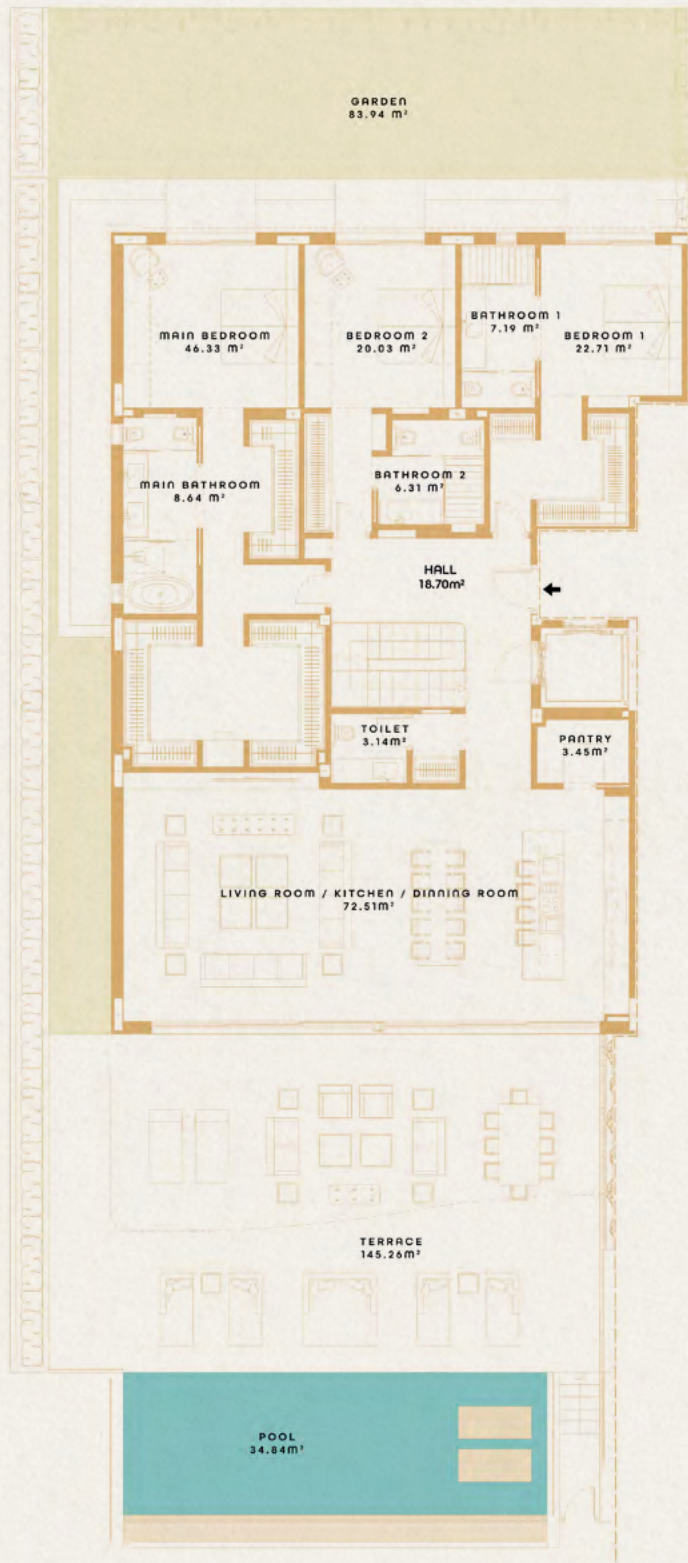 GARDEN
83.94 m²
MAIN BEDROOM
46.33 m²
BEDROOM 2
20.03 m²
BATHROOM 1
7.19 m²
BEDROOM 1
22.71 m²
MAIN BATHROOM
8.64 m²
BATHROOM 2
6.31 m²
HALL
18.70m²
TOILET
3.14m²
PANTRY
3.45m²
LIVING ROOM / KITCHEN / DINNING ROOM
72.51m²
TERRACE
145.26m²
POOL
34.84m²